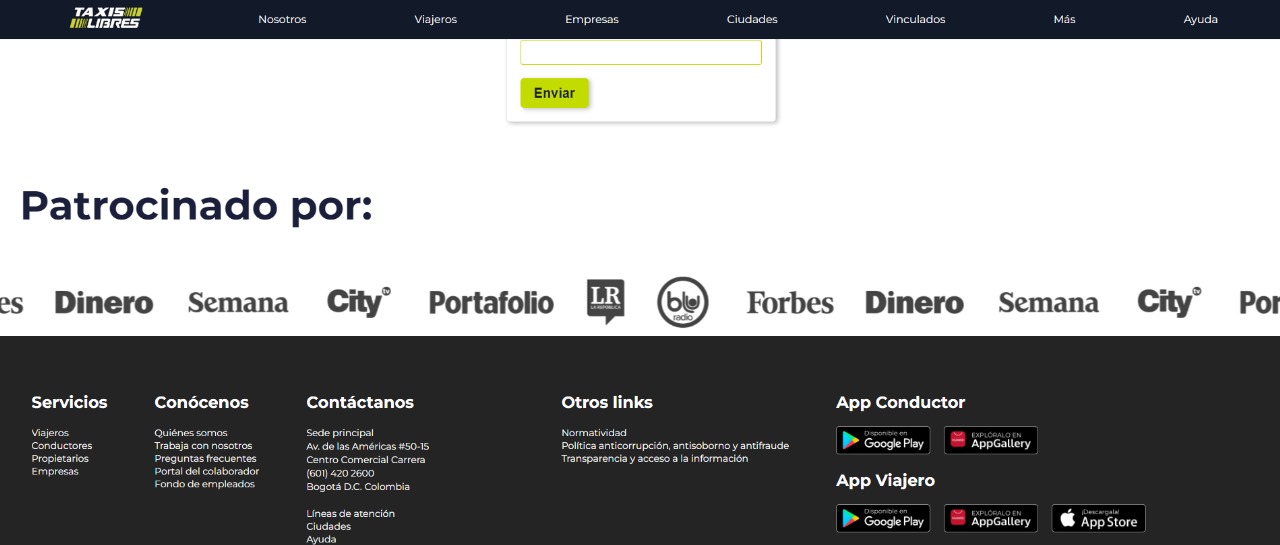 TAXIS LIBRES Nosotros Viajeros Empresas Ciudades Vinculados Más Ayuda
Enviar
Patrocinado por:
es Dinero Semana City tv Portafolio LR LA REPÚBLICA blu radio Forbes Dinero Semana City tv Por
Servicios
Viajeros
Conductores
Propietarios
Empresas
Conócenos
Quiénes somos
Trabaja con nosotros
Preguntas frecuentes
Portal del colaborador
Fondo de empleados
Contáctanos
Sede principal
Av. de las Américas #50-15
Centro Comercial Carrera
(601) 420 2600
Bogotá D.C. Colombia
Líneas de atención
Ciudades
Ayuda
Otros links
Normatividad
Política anticorrupción, antisoborno y antifraude
Transparencia y acceso a la información
App Conductor
Disponible en Google Play
EXPLÓRALO EN AppGallery
App Viajero
Disponible en Google Play
EXPLÓRALO EN AppGallery
¡Descárgala! App Store